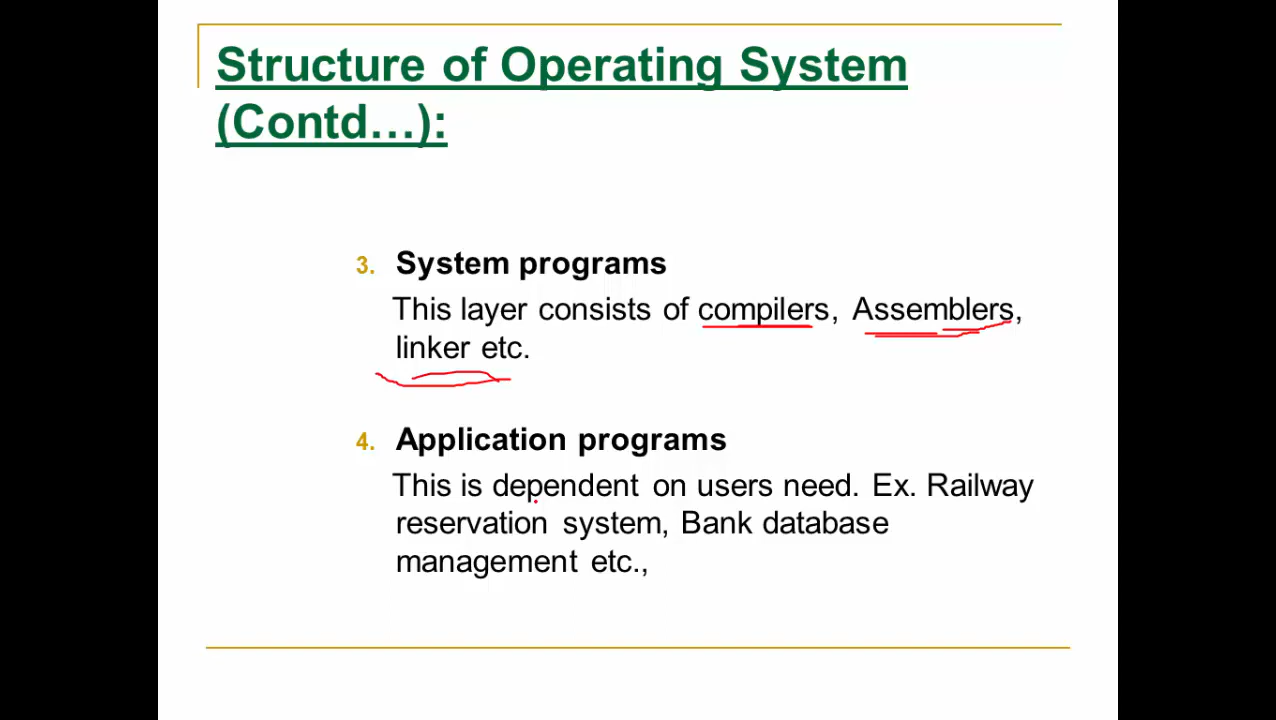 Structure of Operating System
(Contd...):
3. System programs
This layer consists of compilers, Assemblers,
linker etc.
4. Application programs
This is dependent on users need. Ex. Railway
reservation system, Bank database
management etc.,